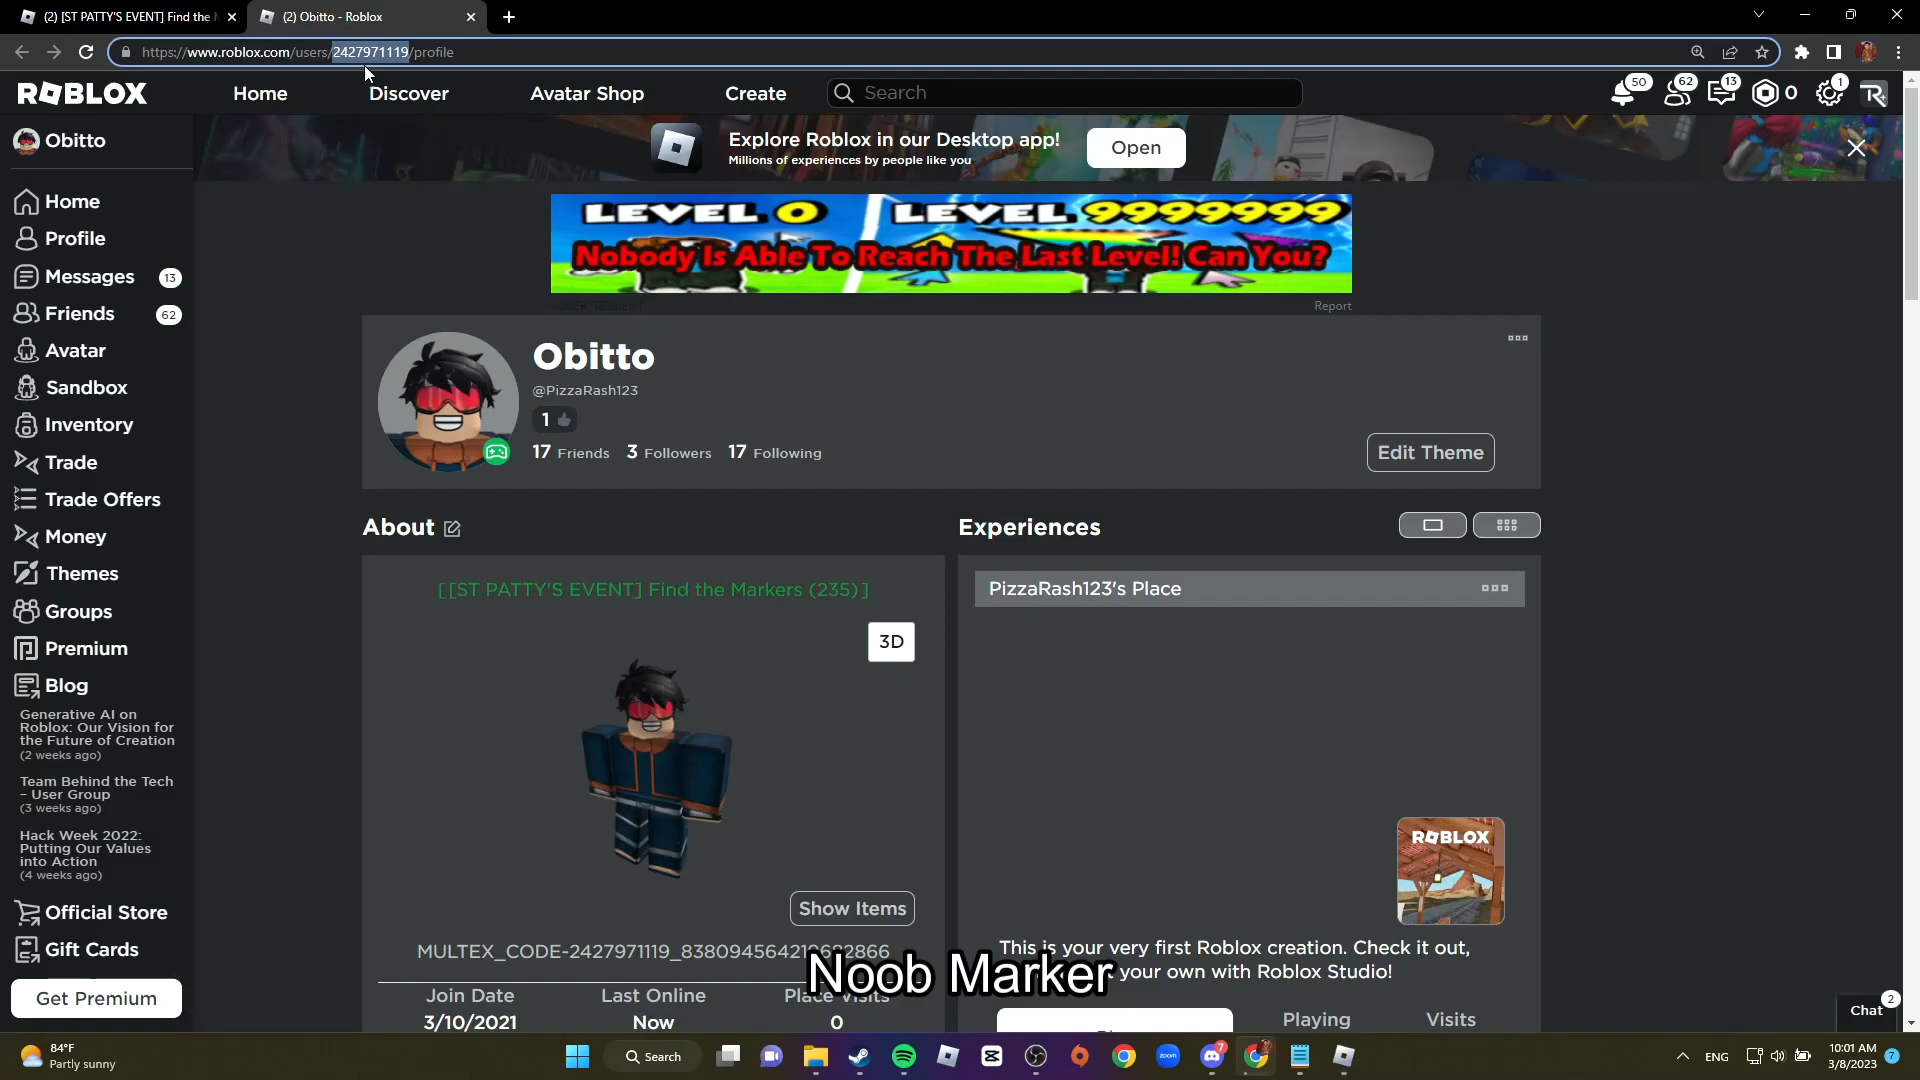 (2) [ST PATTY'S EVENT] Find the
(2) Obitto - Roblox
https://www.roblox.com/users/2427971119/profile
ROBLOX
Home
Discover
Avatar Shop
Create
Search
50
62
13
0
1
Obitto
Explore Roblox in our Desktop app!
Millions of experiences by people like you
Open
Home
Profile
Messages 13
Friends 62
Avatar
Sandbox
Inventory
Trade
Trade Offers
Money
Themes
Groups
Premium
Blog
Generative AI on
Roblox: Our Vision for
the Future of Creation
(2 weeks ago)
Team Behind the Tech
– User Group
(3 weeks ago)
Hack Week 2022:
Putting Our Values
into Action
(4 weeks ago)
Official Store
Gift Cards
Get Premium
LEVEL 0 LEVEL 9999999
Nobody Is Able To Reach The Last Level! Can You?
Report
Obitto
@PizzaRash123
1
17 Friends 3 Followers 17 Following
Edit Theme
About
Experiences
[[ST PATTY'S EVENT] Find the Markers (235)]
3D
Show Items
Join Date Last Online Place Visits
3/10/2021 Now 0
PizzaRash123's Place
ROBLOX
This is your very first Roblox creation. Check it out,
your own with Roblox Studio!
Playing Visits
Noob Marker
Chat 2
84°F
Partly sunny
Search
zoom
7
ENG
10:01 AM
3/8/2023
7